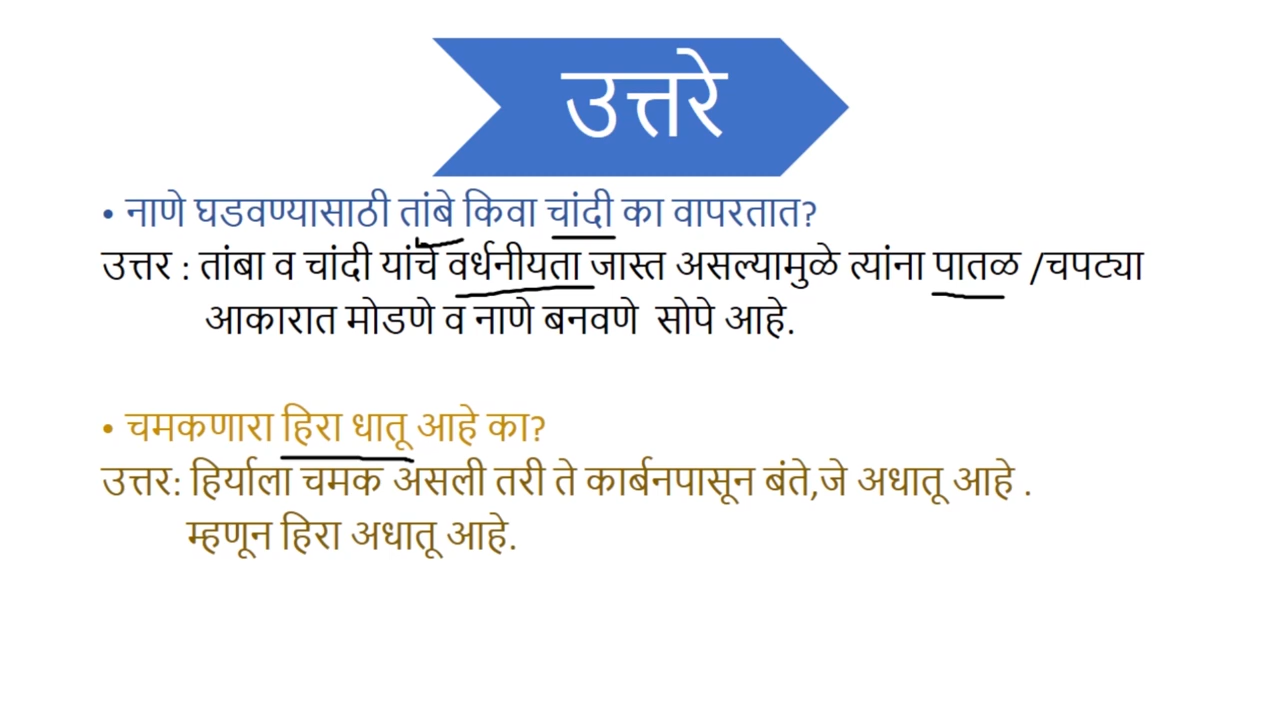 उत्तरे
• नाणे घडवण्यासाठी तांबे किवा चांदी का वापरतात?
उत्तर : तांबा व चांदी यांचे वर्धनीयता जास्त असल्यामुळे त्यांना पातळ /चपट्या
आकारात मोडणे व नाणे बनवणे सोपे आहे.
• चमकणारा हिरा धातू आहे का?
उत्तर: हिर्याला चमक असली तरी ते कार्बनपासून बंते,जे अधातू आहे .
म्हणून हिरा अधातू आहे.